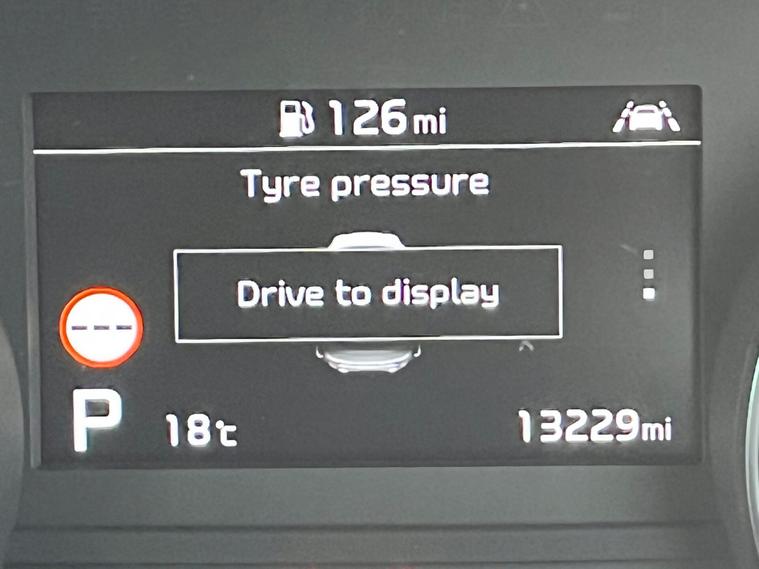 126mi
Tyre pressure
Drive to display
---
P 18℃ 13229mi